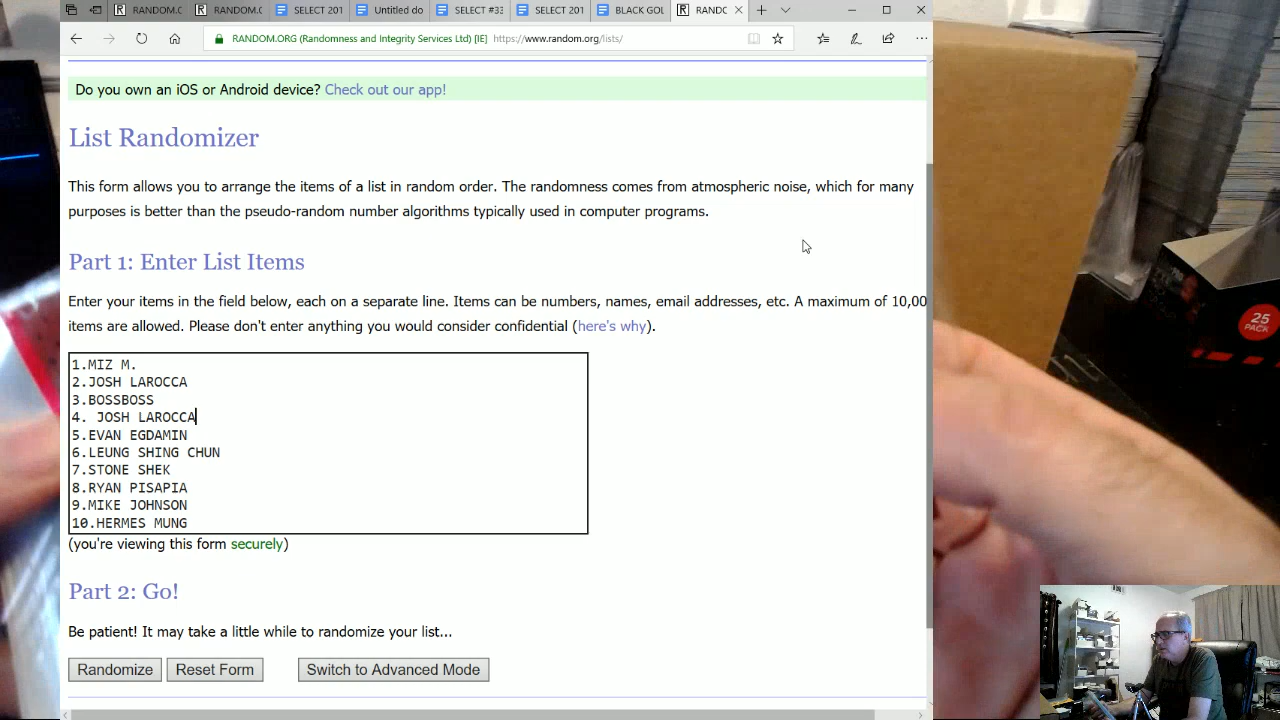 RANDOM.C
RANDOM.C
SELECT 201
Untitled do
SELECT #33
SELECT 201
BLACK GOL
RANDC
RANDOM.ORG (Randomness and Integrity Services Ltd) [IE] https://www.random.org/lists/
Do you own an iOS or Android device? Check out our app!
List Randomizer
This form allows you to arrange the items of a list in random order. The randomness comes from atmospheric noise, which for many
purposes is better than the pseudo-random number algorithms typically used in computer programs.
Part 1: Enter List Items
Enter your items in the field below, each on a separate line. Items can be numbers, names, email addresses, etc. A maximum of 10,00
items are allowed. Please don't enter anything you would consider confidential (here's why).
1.MIZ M.
2.JOSH LAROCCA
3.BOSSBOSS
4. JOSH LAROCCA
5.EVAN EGDAMIN
6.LEUNG SHING CHUN
7.STONE SHEK
8.RYAN PISAPIA
9.MIKE JOHNSON
10.HERMES MUNG
(you're viewing this form securely)
Part 2: Go!
Be patient! It may take a little while to randomize your list...
Randomize
Reset Form
Switch to Advanced Mode
25
PACK